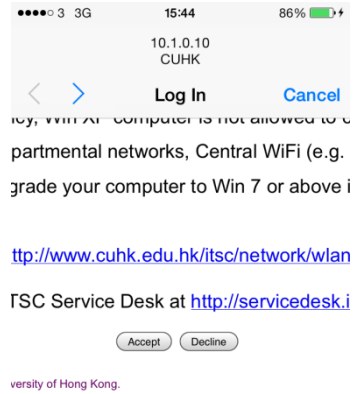 3 3G 15:44 86%
10.1.0.10
CUHK
Log In Cancel
icy, Win XP computer is not allowed to
partmental networks, Central WiFi (e.g.
grade your computer to Win 7 or above i
ttp://www.cuhk.edu.hk/itsc/network/wlan
TSC Service Desk at http://servicedesk.i
Accept Decline
versity of Hong Kong.